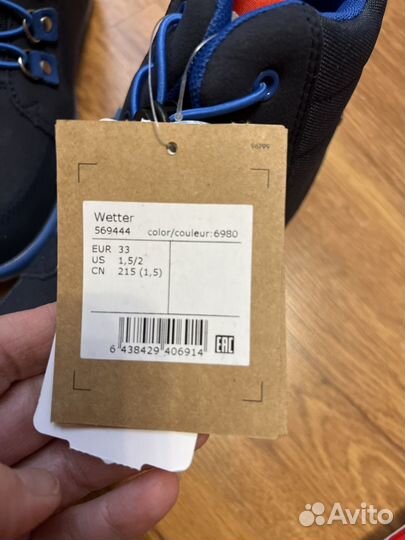 96299
Wetter
569444 color/couleur:6980
EUR 33
US 1,5/2
CN 215 (1,5)
6 438429 406914
EAC
Avito